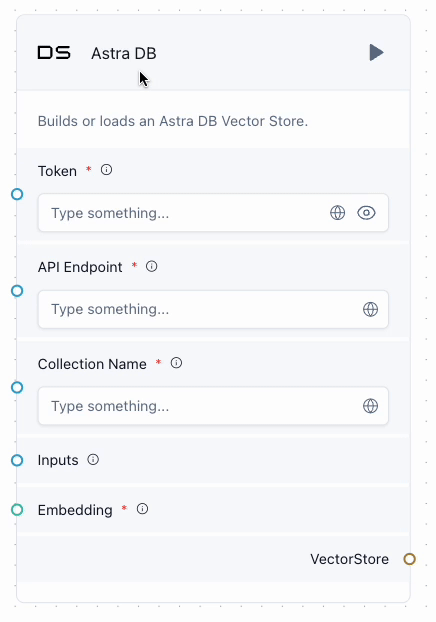 DS Astra DB
Builds or loads an Astra DB Vector Store.
Token *
Type something...
API Endpoint *
Type something...
Collection Name *
Type something...
Inputs
Embedding *
VectorStore